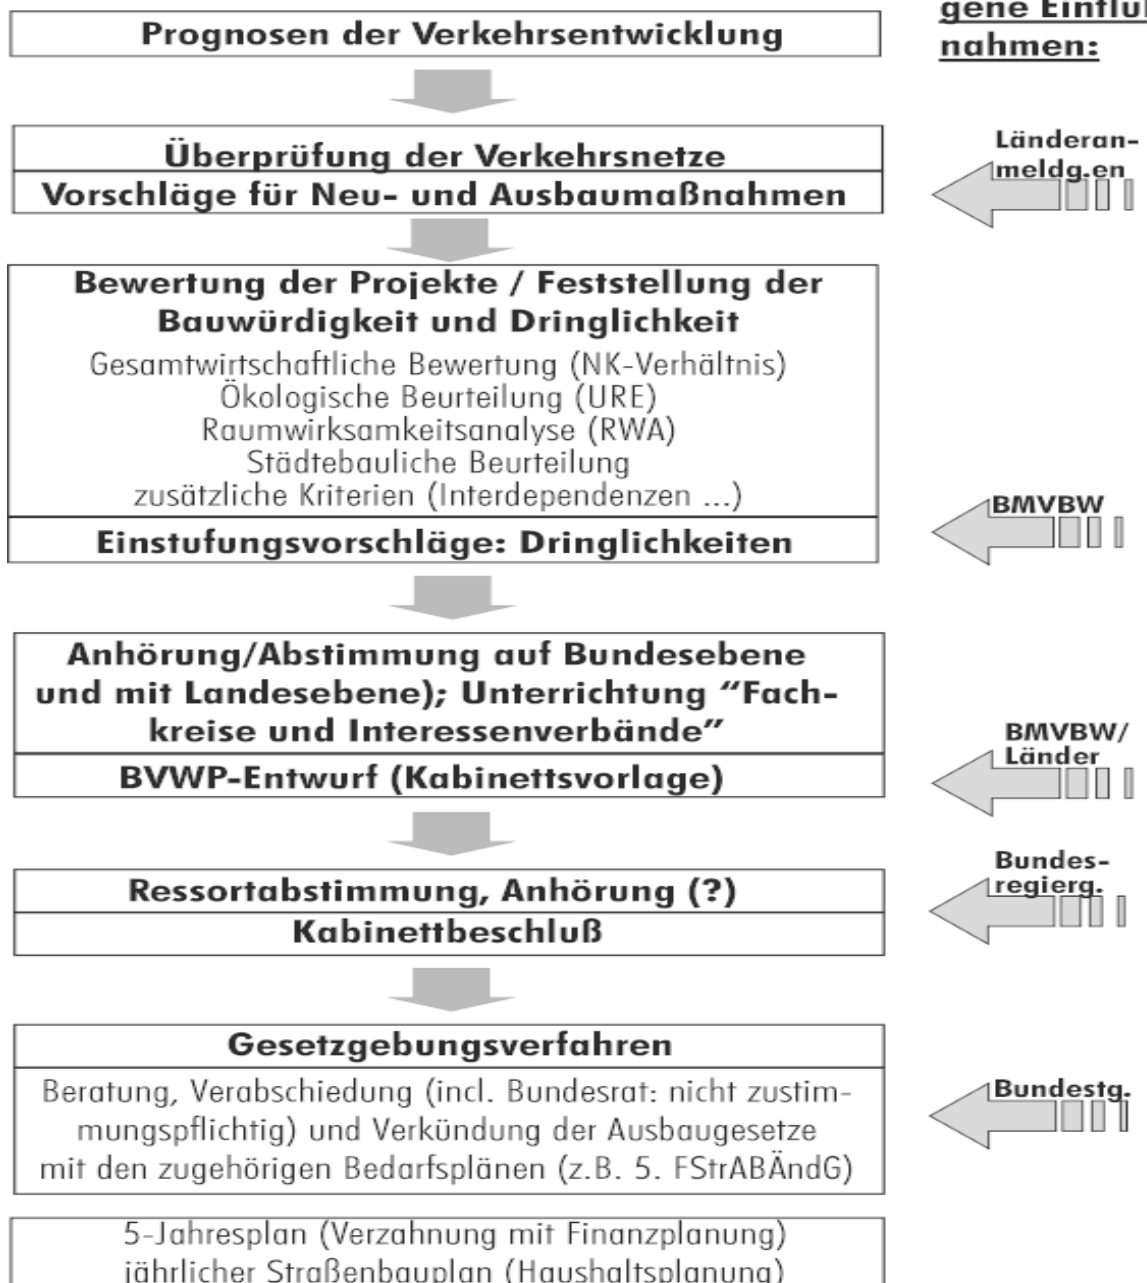 gene Einfluß
nahmen:
Prognosen der Verkehrsentwicklung
Überprüfung der Verkehrsnetze
Vorschläge für Neu- und Ausbaumaßnahmen
Länderan-
meldg.en
Bewertung der Projekte / Feststellung der
Bauwürdigkeit und Dringlichkeit
Gesamtwirtschaftliche Bewertung (NK-Verhältnis)
Ökologische Beurteilung (URE)
Raumwirksamkeitsanalyse (RWA)
Städtebauliche Beurteilung
zusätzliche Kriterien (Interdependenzen ...)
Einstufungsvorschläge: Dringlichkeiten
BMVBW
Anhörung/Abstimmung auf Bundesebene
und mit Landesebene); Unterrichtung “Fach-
kreise und Interessenverbände”
BVWP-Entwurf (Kabinettsvorlage)
BMVBW/
Länder
Ressortabstimmung, Anhörung (?)
Kabinettbeschluß
Bundes-
regierg.
Gesetzgebungsverfahren
Beratung, Verabschiedung (incl. Bundesrat: nicht zustim-
mungspflichtig) und Verkündung der Ausbaugesetze
mit den zugehörigen Bedarfsplänen (z.B. 5. FStrABÄndG)
Bundestg.
5-Jahresplan (Verzahnung mit Finanzplanung)
jährlicher Straßenbauplan (Haushaltsplanung)